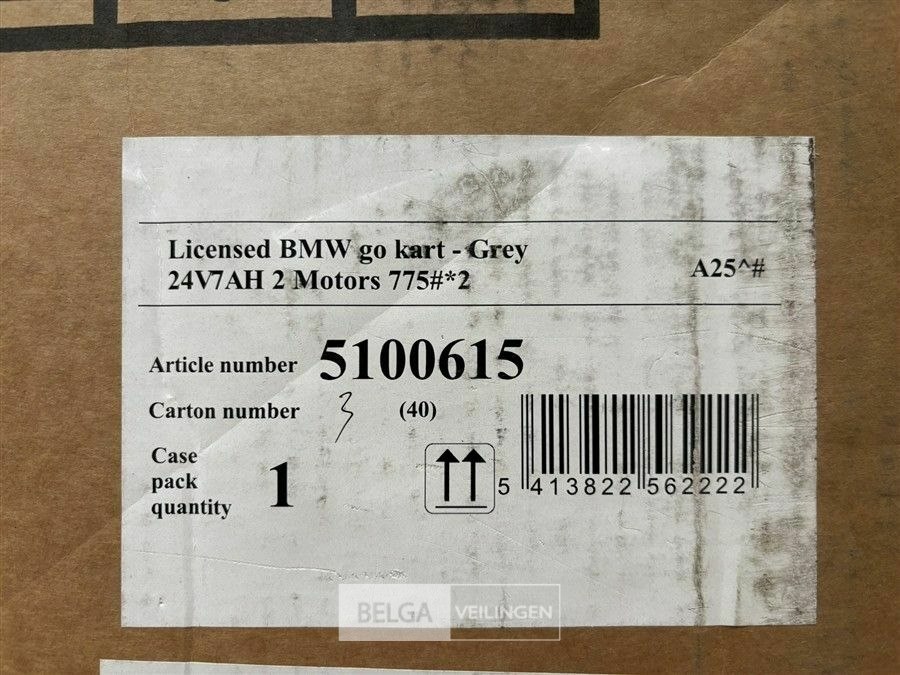 Licensed BMW go kart - Grey
24V7AH 2 Motors 775#*2
A25^#
Article number 5100615
Carton number 3 (40)
Case
pack
quantity 1
5 413822 562222
BELGA VEILINGEN